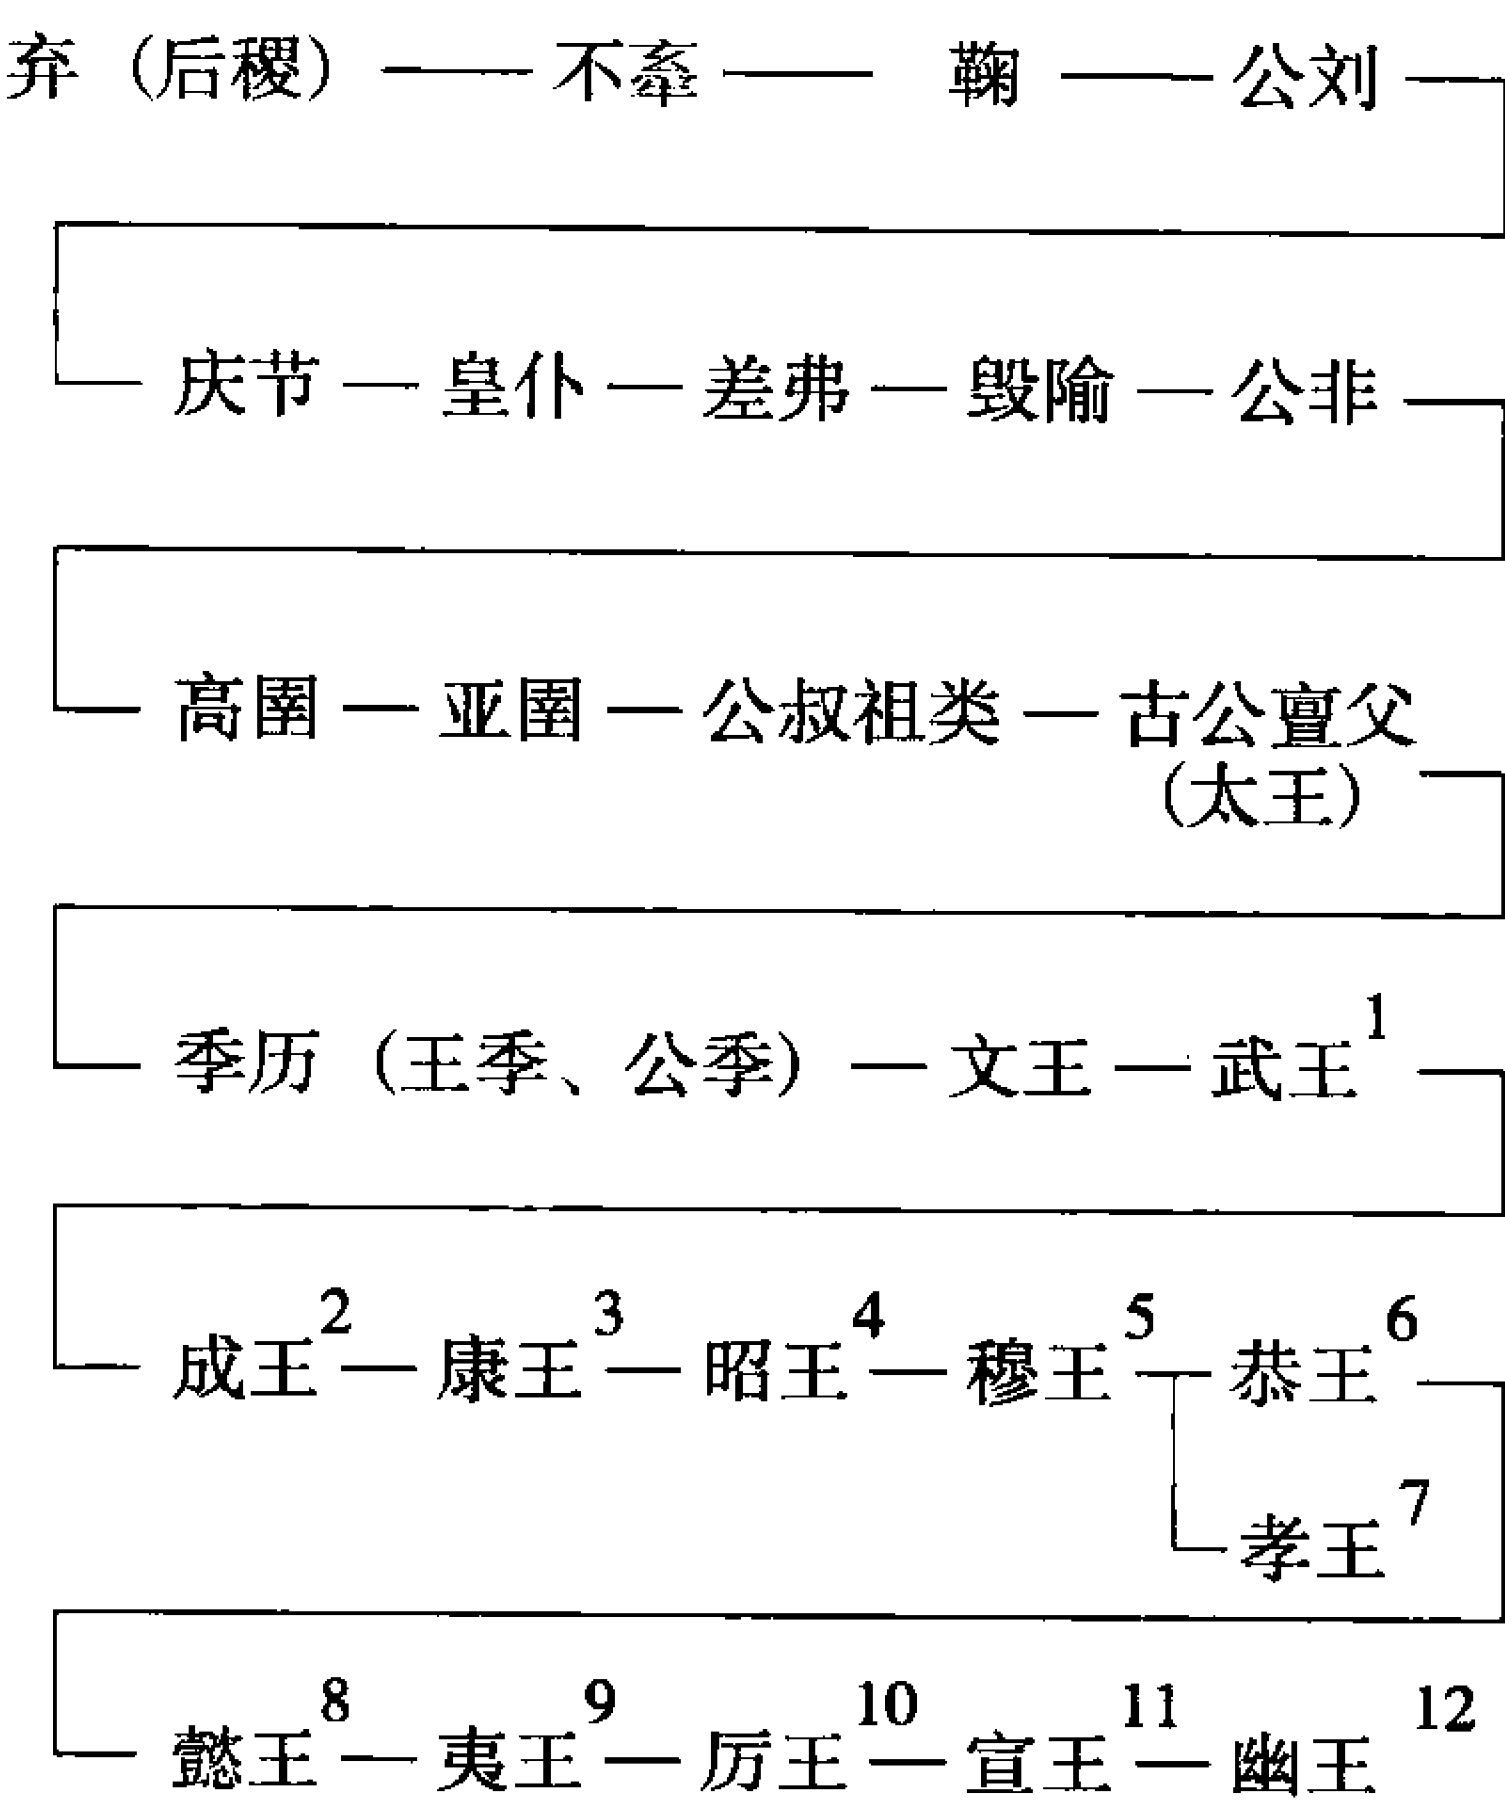 弃（后稷）— 不 — 鞠 — 公刘
庆节 — 皇仆 — 差弗 — 毁隃 — 公非
高圉 — 亚圉 — 公叔祖类 — 古公亶父
（太王）
季历（王季、公季）— 文王 — 武王1
成王2 — 康王3 — 昭王4 — 穆王5 — 恭王6
孝王7
懿王8 — 夷王9 — 厉王10 — 宣王11 — 幽王12